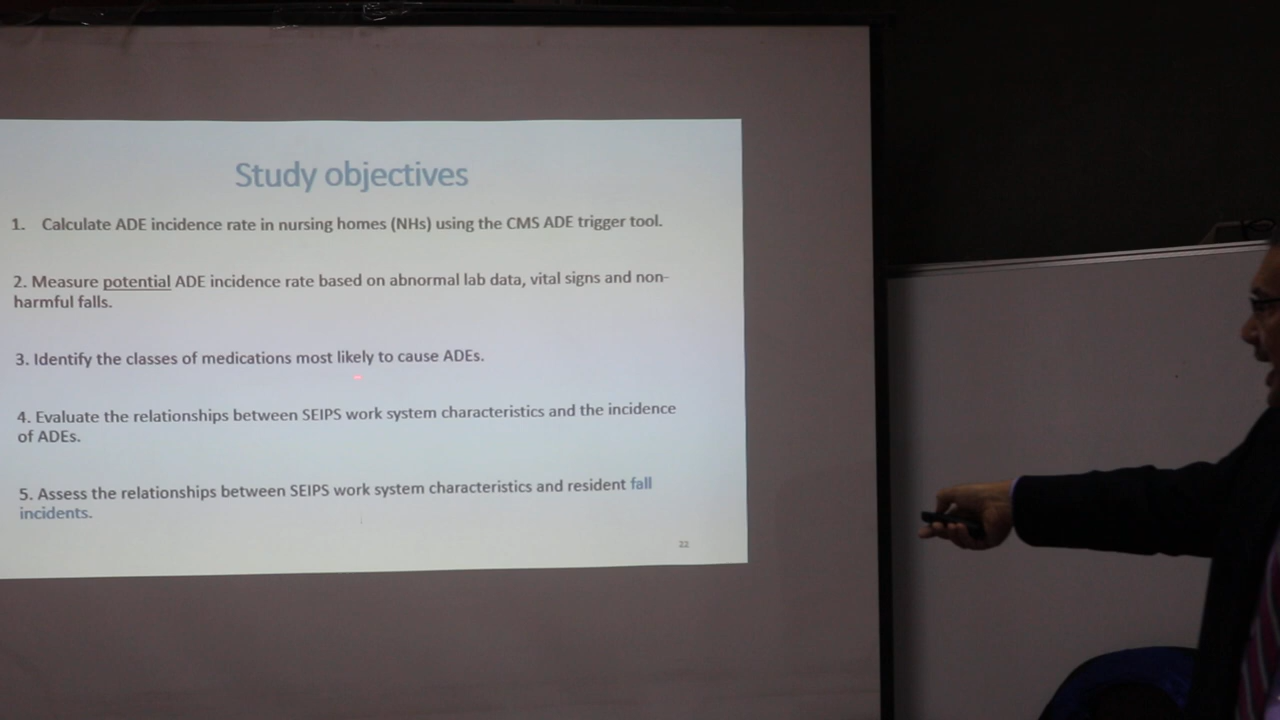 Study objectives
1. Calculate ADE incidence rate in nursing homes (NHs) using the CMS ADE trigger tool.
2. Measure potential ADE incidence rate based on abnormal lab data, vital signs and non-
harmful falls.
3. Identify the classes of medications most likely to cause ADEs.
4. Evaluate the relationships between SEIPS work system characteristics and the incidence
of ADEs.
5. Assess the relationships between SEIPS work system characteristics and resident fall
incidents.
22